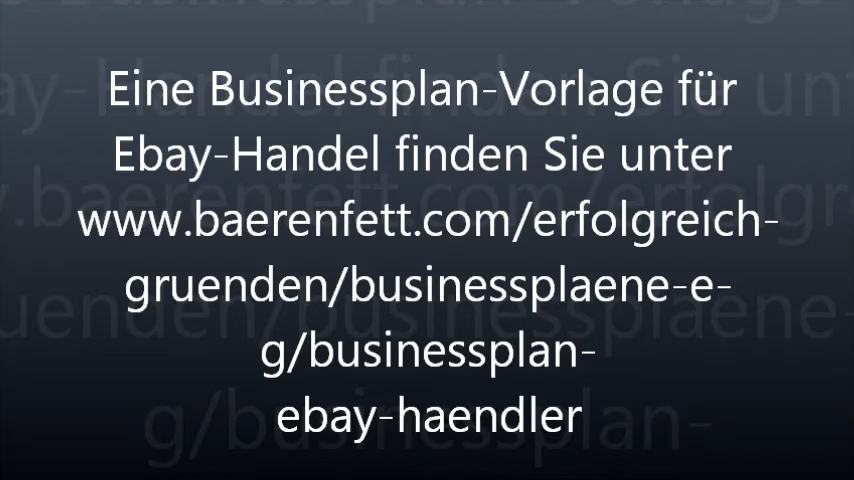 Eine Businessplan-Vorlage für
Ebay-Handel finden Sie unter
www.baerenfett.com/erfolgreich-
gruenden/businessplaene-e-
g/businessplan-
ebay-haendler